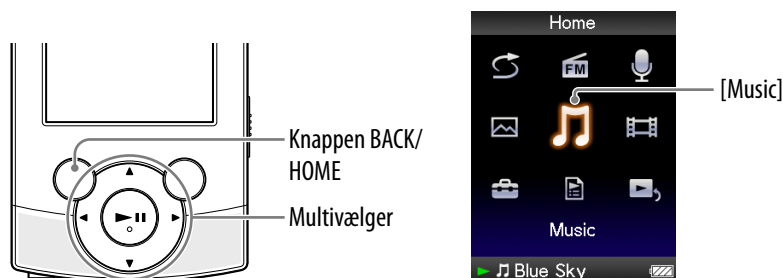 Knappen BACK/
HOME
Multivælger
Home
FM
[Music]
Music
Blue Sky